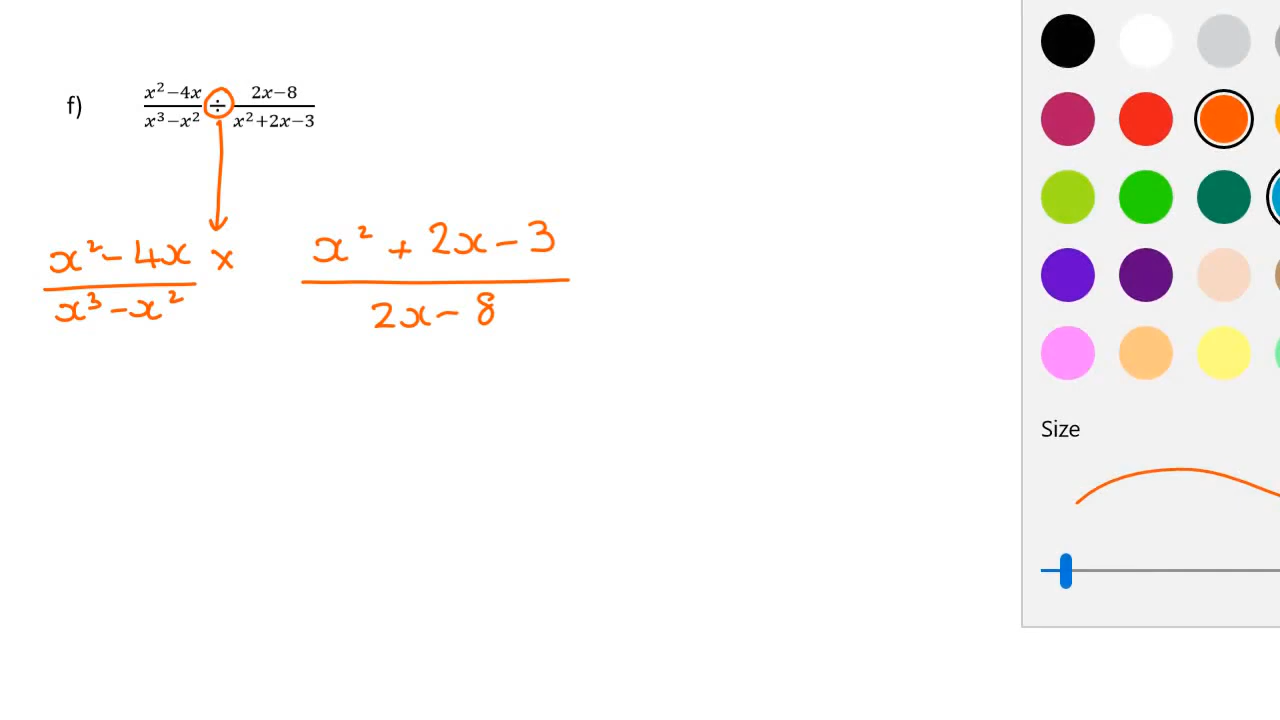 f) x²−4x / x³−x² ÷ 2x−8 / x²+2x−3
x² − 4x × x² + 2x − 3
x³ − x² 2x − 8
Size